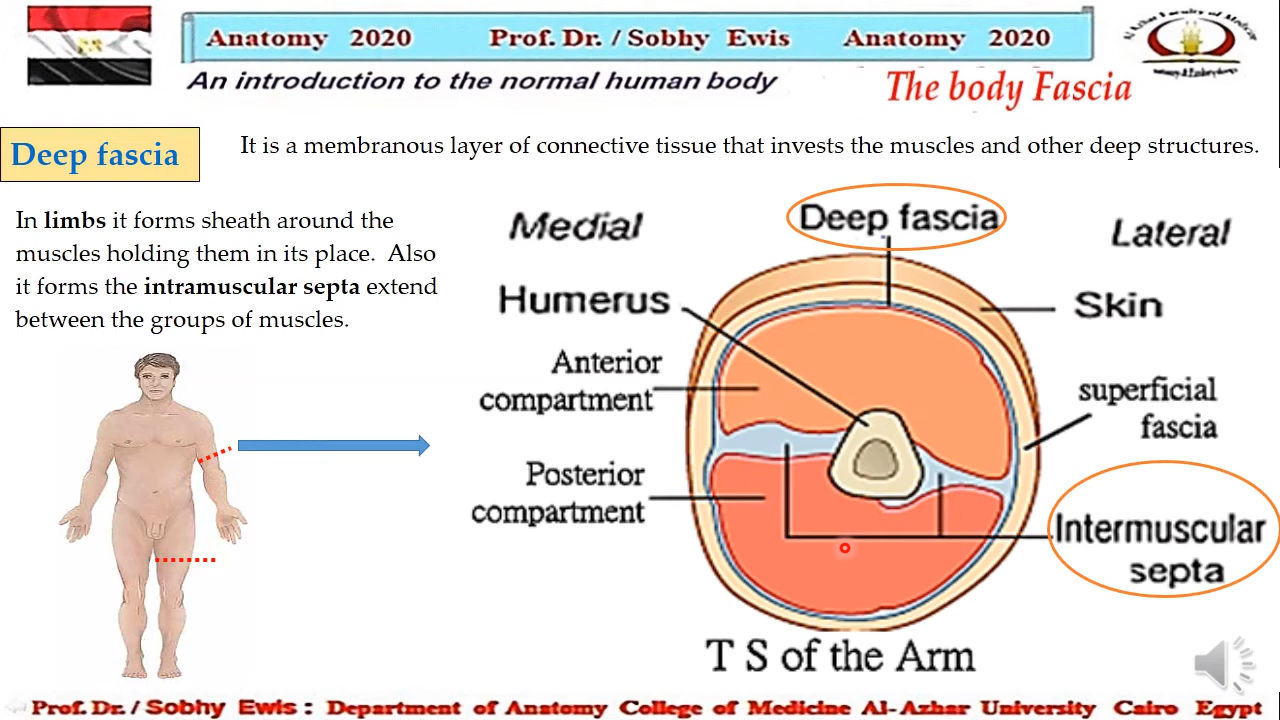 Anatomy 2020 Prof. Dr. / Sobhy Ewis Anatomy 2020
An introduction to the normal human body
The body Fascia
Deep fascia
It is a membranous layer of connective tissue that invests the muscles and other deep structures.
In limbs it forms sheath around the
muscles holding them in its place. Also
it forms the intramuscular septa extend
between the groups of muscles.
Medial
Deep fascia
Lateral
Humerus
Skin
Anterior
compartment
superficial
fascia
Posterior
compartment
Intermuscular
septa
T S of the Arm
Prof. Dr. / Sobhy Ewis : Department of Anatomy College of Medicine Al-Azhar University Cairo Egypt